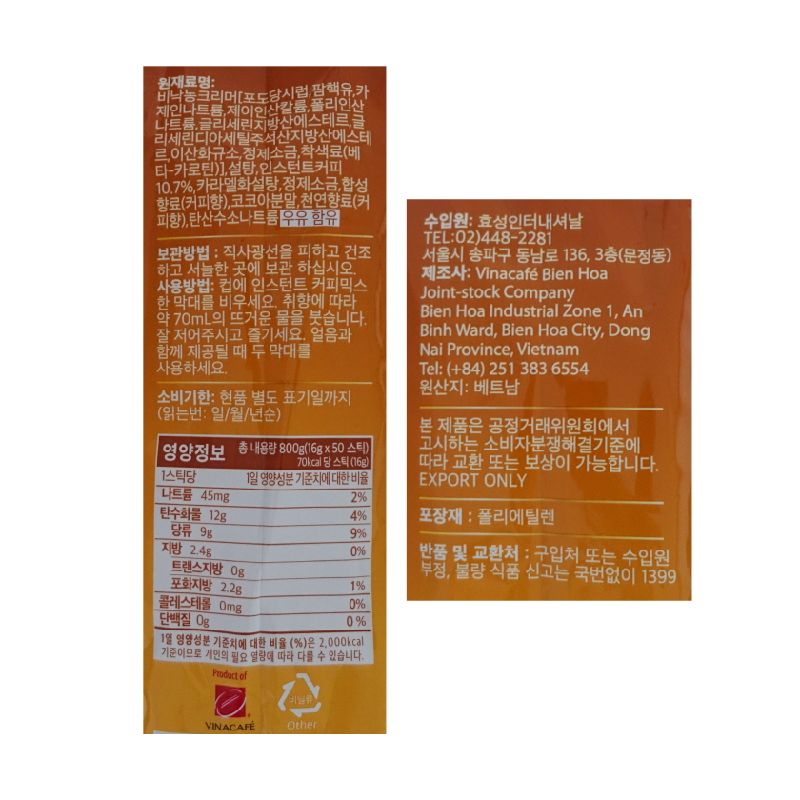 원재료명:
비낙농크리머[포도당시럽,팜핵유,카
제인나트륨,제이인산칼륨,폴리인산
나트륨,글리세린지방산에스테르,글
리세린디아세틸주석산지방산에스테
르,이산화규소,정제소금,착색료(베
타-카로틴)],설탕,인스턴트커피
10.7%,카라멜화설탕,정제소금,합성
향료(커피향),코코아분말,천연향료(커
피향),탄산수소나트륨 우유 함유
보관방법 : 직사광선을 피하고 건조
하고 서늘한 곳에 보관 하십시오.
사용방법: 컵에 인스턴트 커피믹스
한 막대를 비우세요. 취향에 따라
약 70mL의 뜨거운 물을 붓습니다.
잘 저어주시고 즐기세요. 얼음과
함께 제공될 때 두 막대를
사용하세요.
소비기한: 현품 별도 표기일까지
(읽는번: 일/월/년순)
영양정보 총 내용량 800g(16g x 50 스틱)
70kcal 당 스틱(16g)
1스틱당 1일 영양성분 기준치에 대한 비율
나트륨 45mg 2%
탄수화물 12g 4%
당류 9g 9%
지방 2.4g 0%
트랜스지방 0g
포화지방 2.2g 1%
콜레스테롤 0mg 0%
단백질 0g 0 %
1일 영양성분 기준치에 대한 비율 (%)은 2,000kcal
기준이므로 개인의 필요 열량에 따라 다를 수 있습니다.
Product of
VINACAFÉ
비닐류
Other
수입원: 효성인터내셔날
TEL:02)448-2281
서울시 송파구 동남로 136, 3층(문정동)
제조사: Vinacafé Bien Hoa
Joint-stock Company
Bien Hoa Industrial Zone 1, An
Binh Ward, Bien Hoa City, Dong
Nai Province, Vietnam
Tel: (+84) 251 383 6554
원산지: 베트남
본 제품은 공정거래위원회에서
고시하는 소비자분쟁해결기준에
따라 교환 또는 보상이 가능합니다.
EXPORT ONLY
포장재 : 폴리에틸렌
반품 및 교환처 : 구입처 또는 수입원
부정, 불량 식품 신고는 국번없이 1399